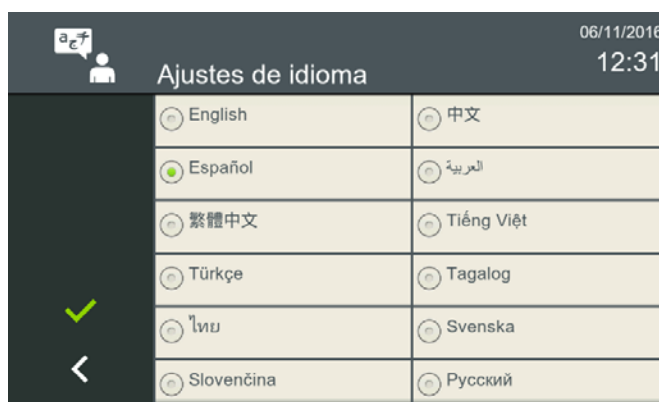 06/11/2016
12:31
Ajustes de idioma
English
中文
Español
العربية
繁體中文
Tiếng Việt
Türkçe
Tagalog
ไทย
Svenska
Slovenčina
Русский